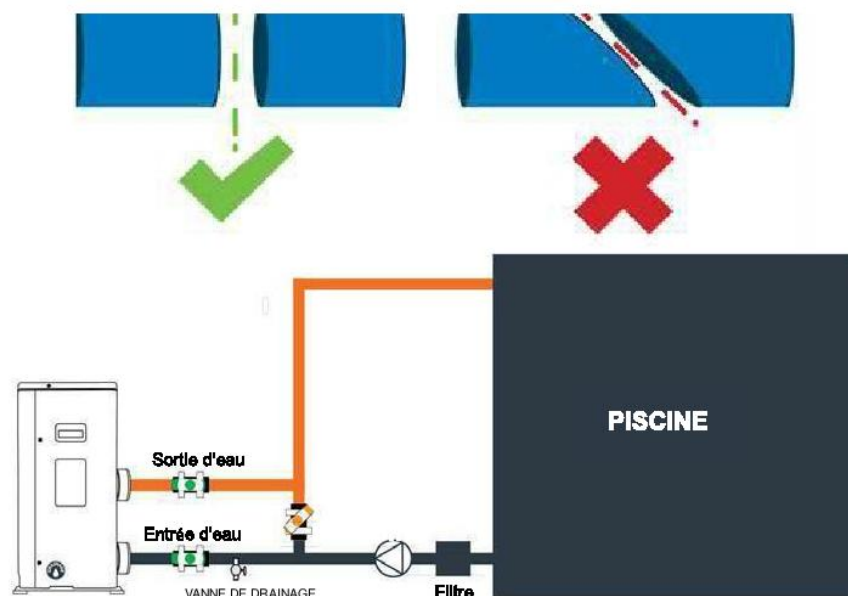 PISCINE
Sortie d'eau
Entrée d'eau
VANNE DE DRAINAGE
Filtre